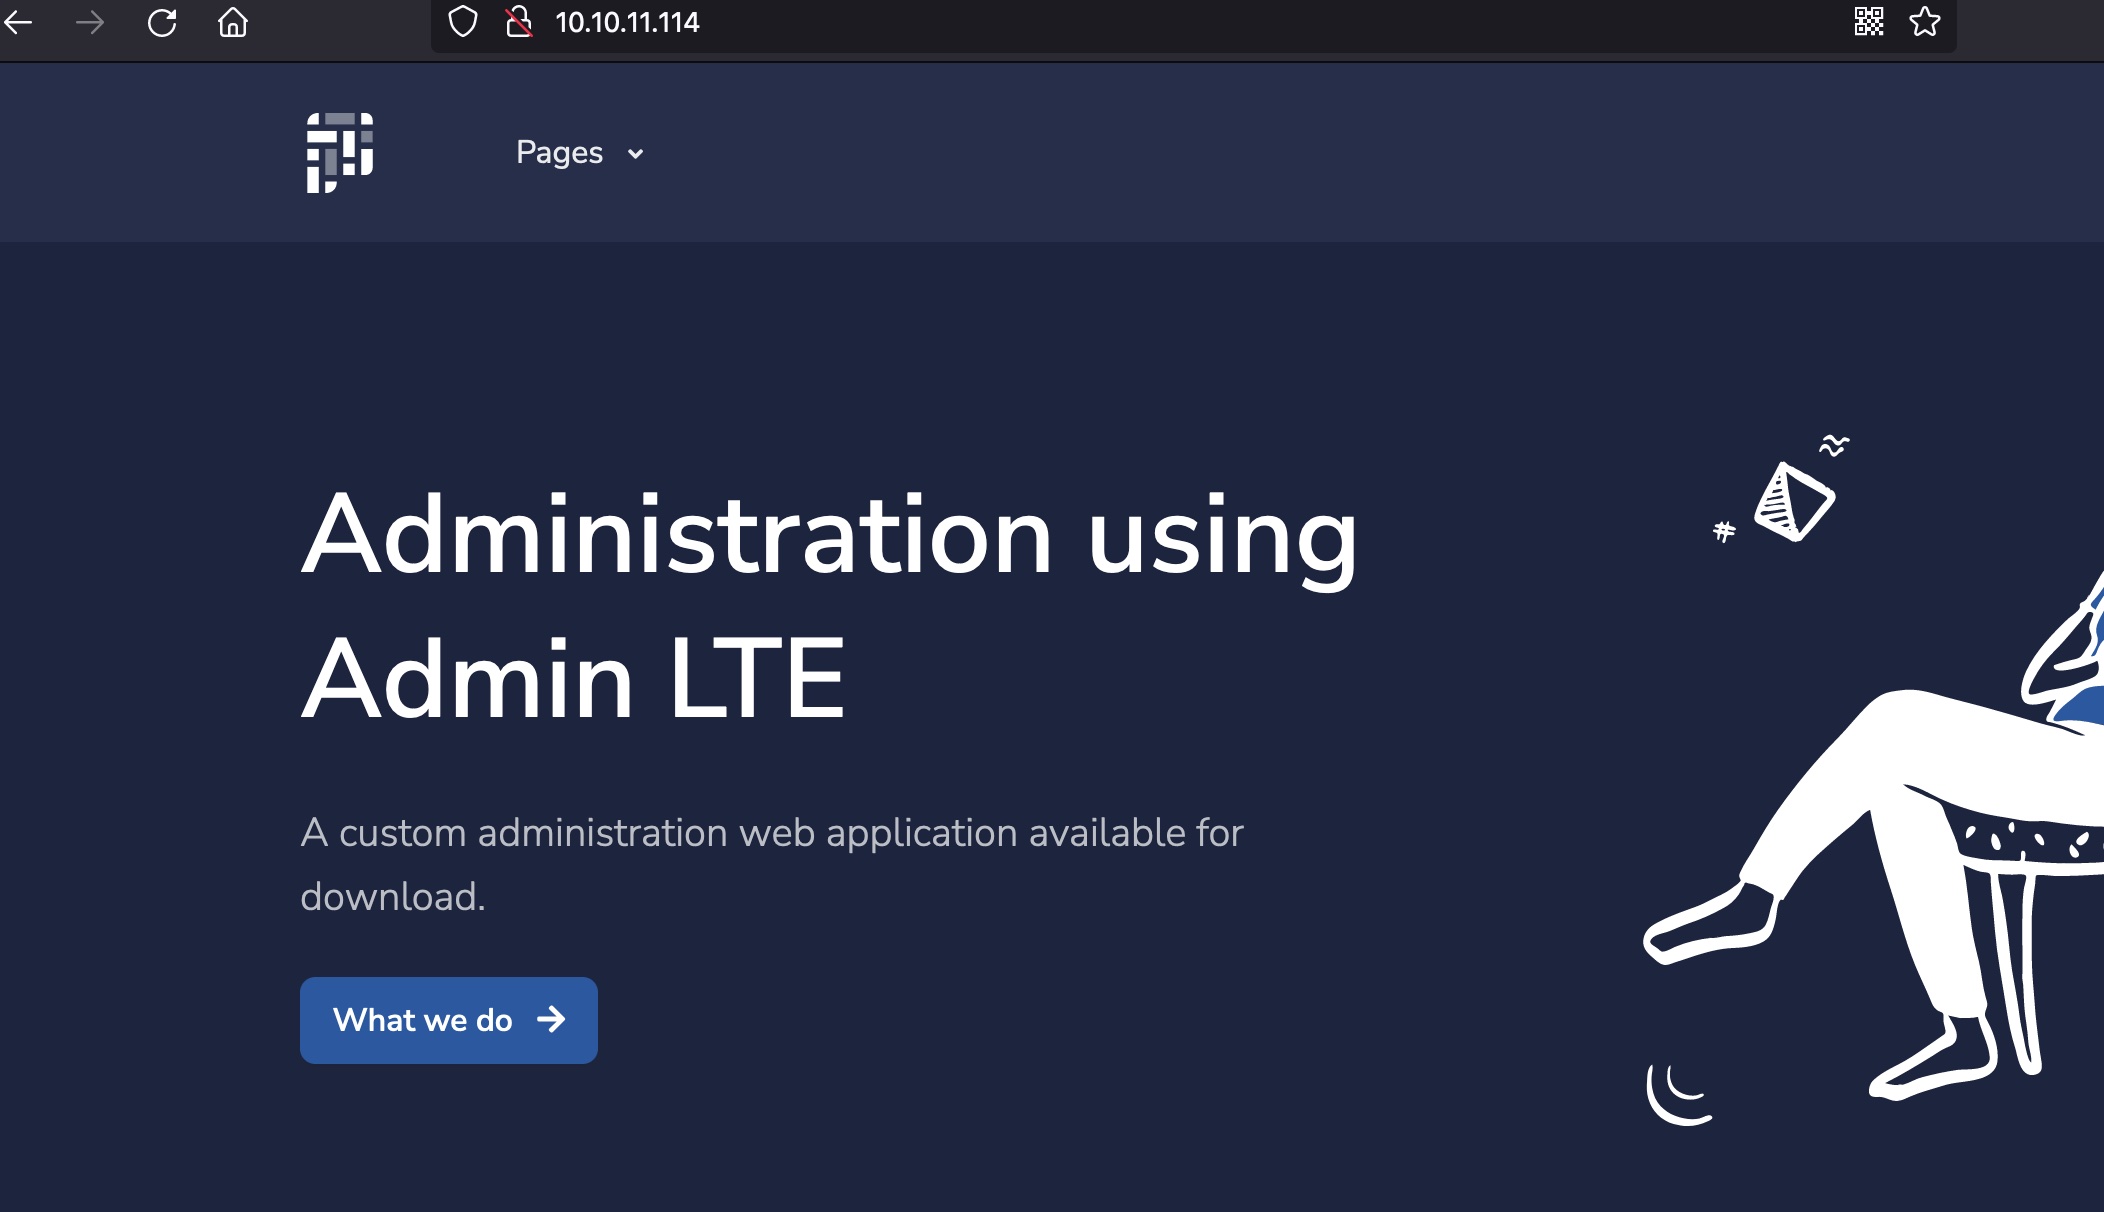 10.10.11.114
Pages
Administration using
Admin LTE
A custom administration web application available for
download.
What we do